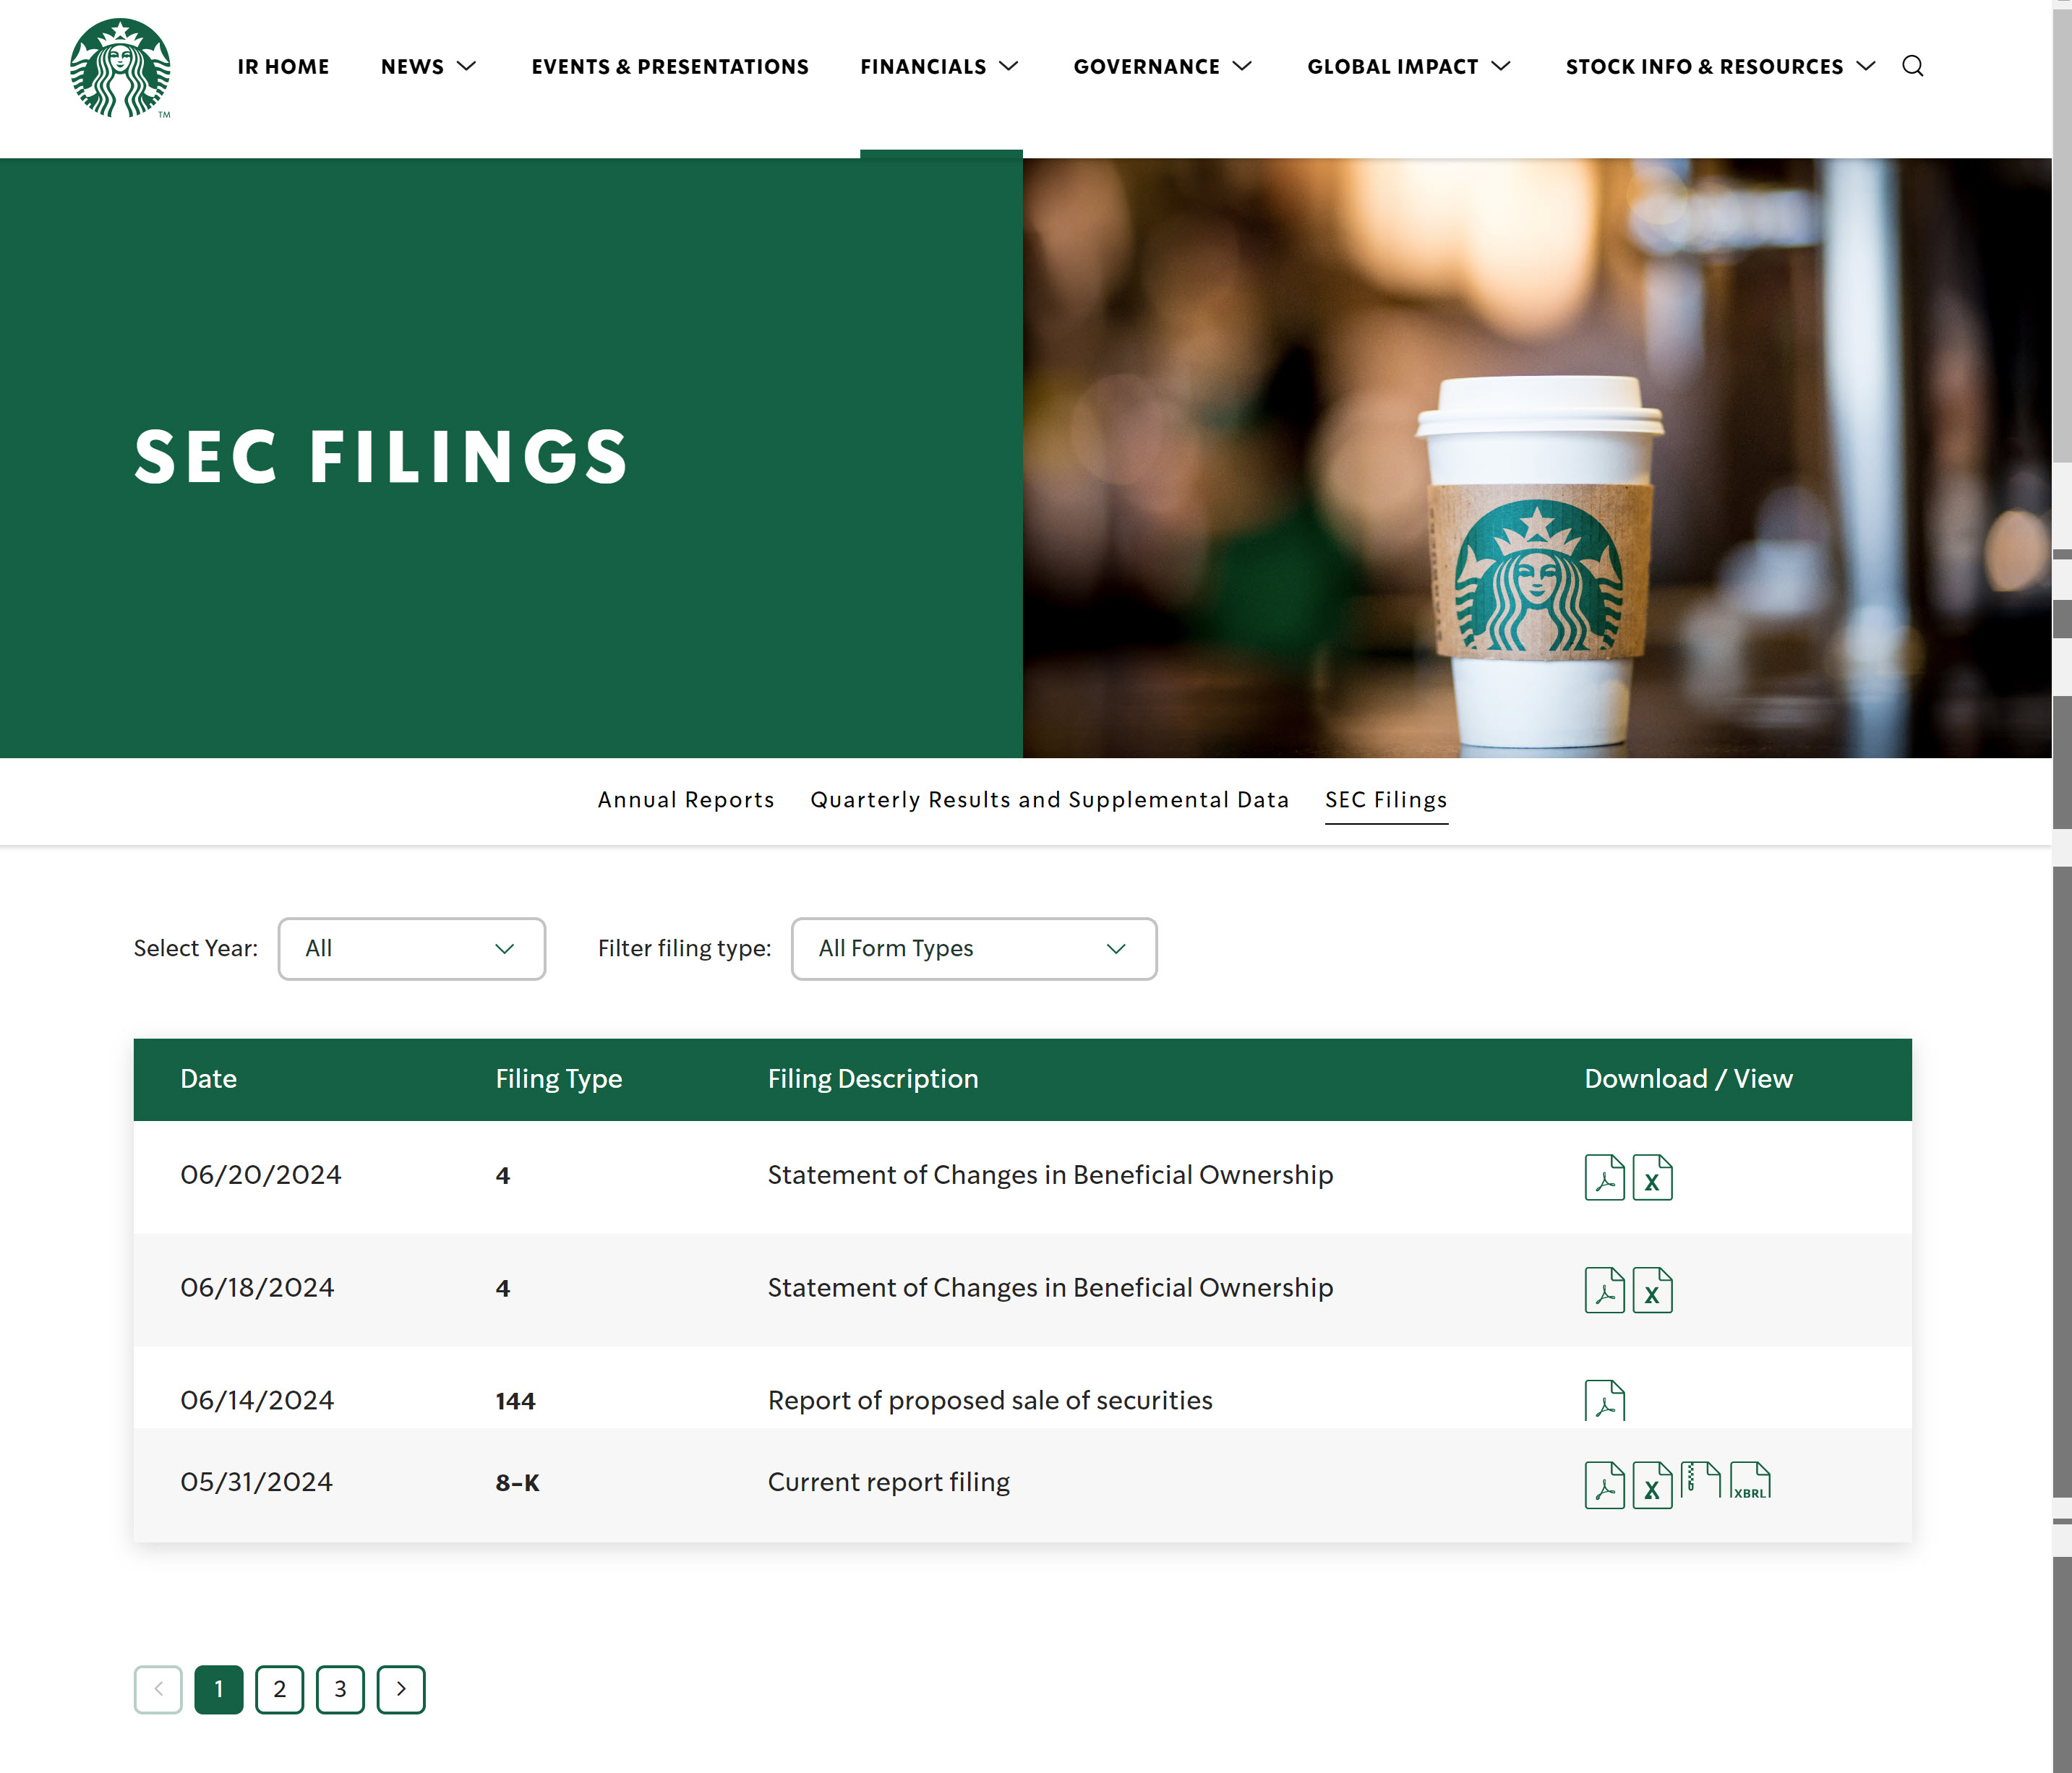 TM
IR HOME NEWS EVENTS & PRESENTATIONS FINANCIALS GOVERNANCE GLOBAL IMPACT STOCK INFO & RESOURCES
SEC FILINGS
Annual Reports Quarterly Results and Supplemental Data SEC Filings
Select Year: All Filter filing type: All Form Types
Date Filing Type Filing Description Download / View
06/20/2024 4 Statement of Changes in Beneficial Ownership X
06/18/2024 4 Statement of Changes in Beneficial Ownership X
06/14/2024 144 Report of proposed sale of securities
05/31/2024 8-K Current report filing X XBRL
1 2 3